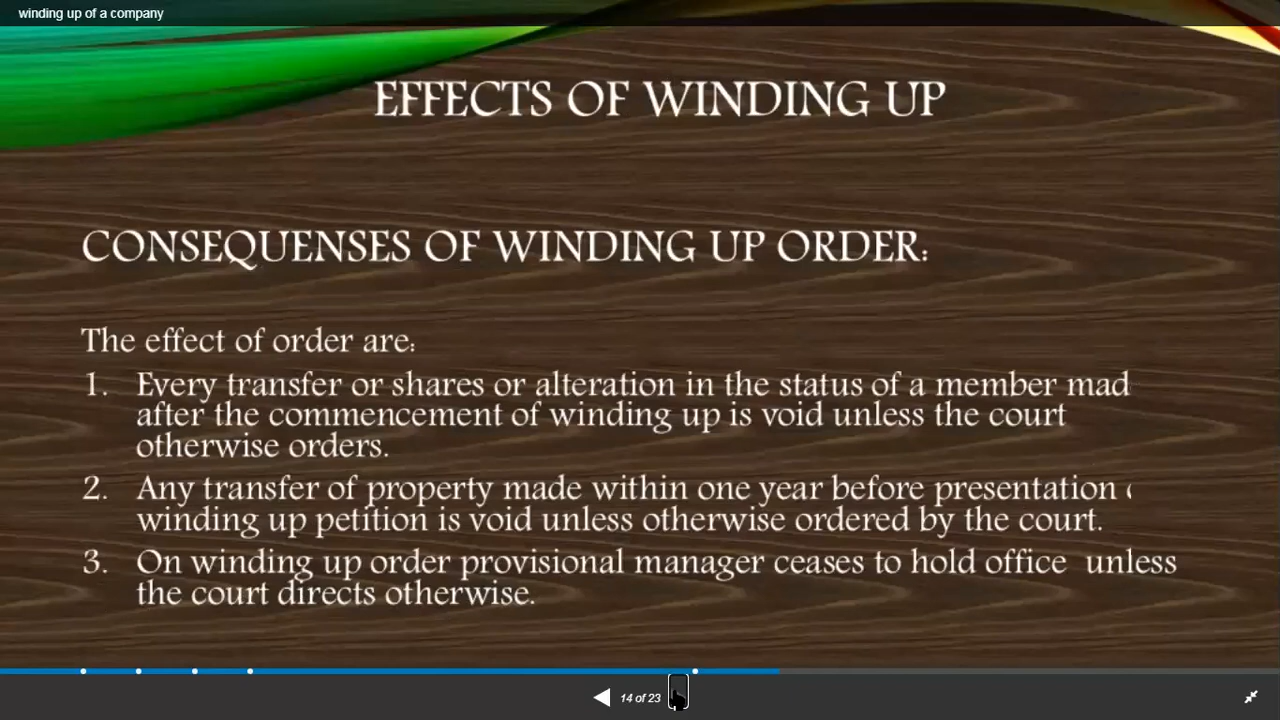 winding up of a company
EFFECTS OF WINDING UP
CONSEQUENSES OF WINDING UP ORDER:
The effect of order are:
1. Every transfer or shares or alteration in the status of a member mad
after the commencement of winding up is void unless the court
otherwise orders.
2. Any transfer of property made within one year before presentation
winding up petition is void unless otherwise ordered by the court.
3. On winding up order provisional manager ceases to hold office unless
the court directs otherwise.
14 of 23